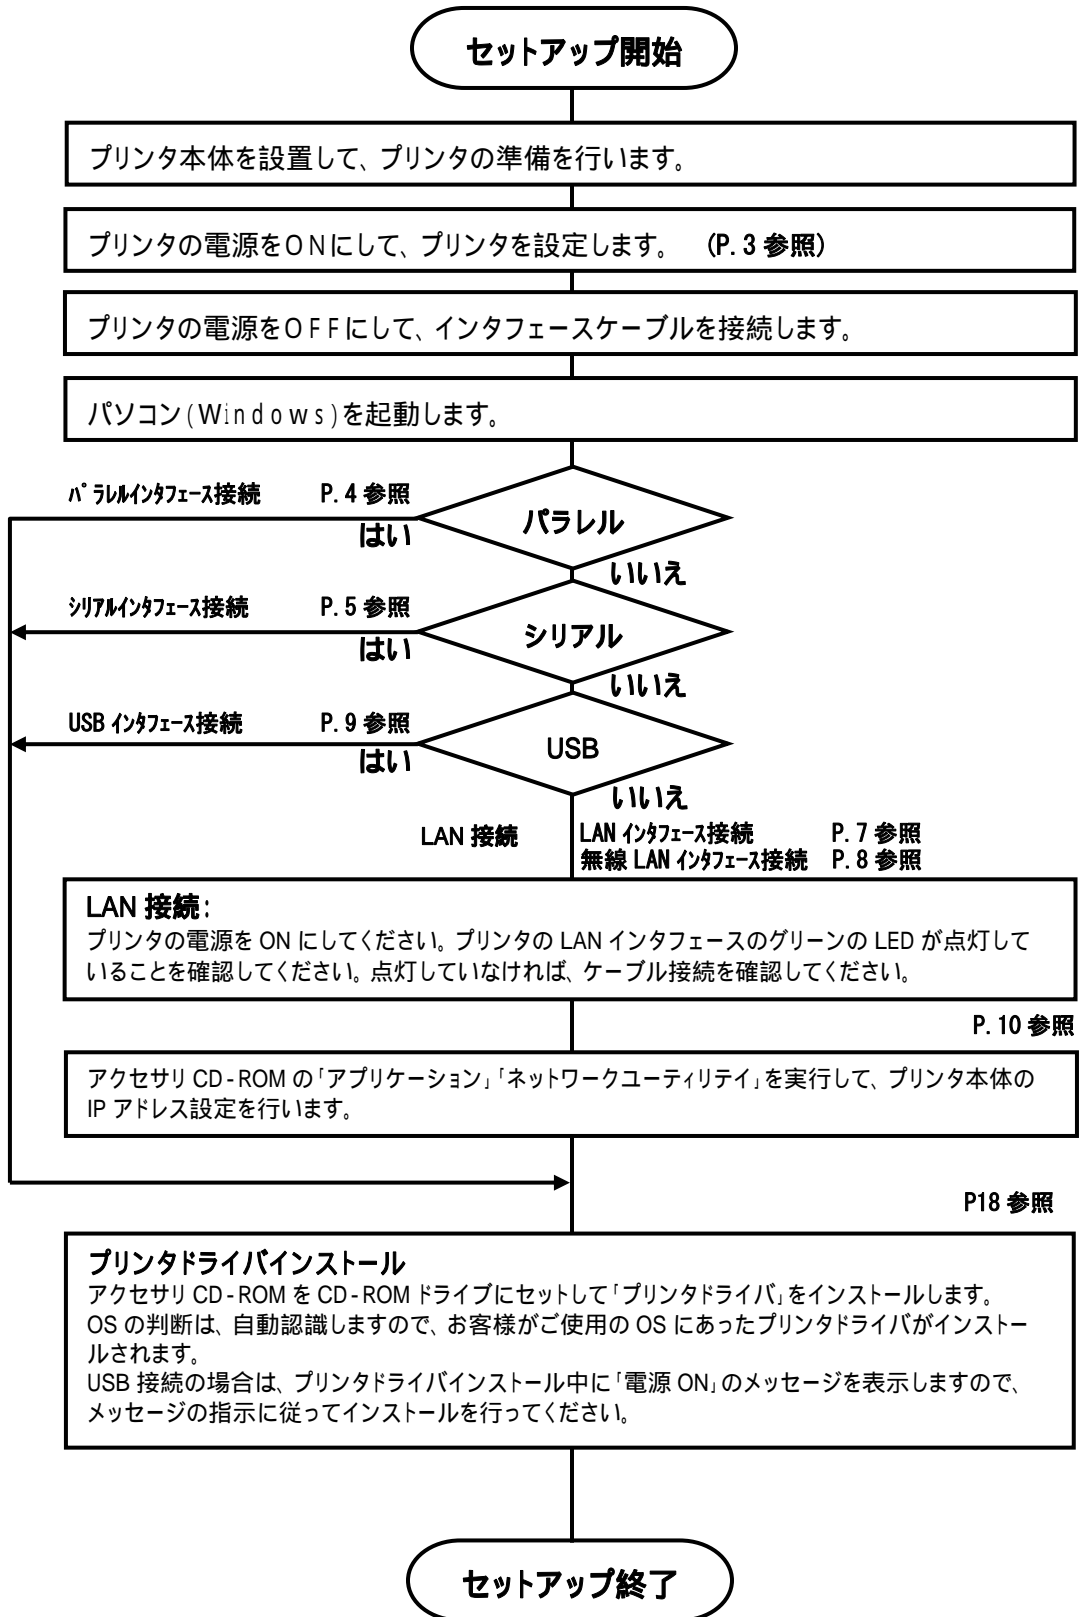 セットアップ開始
プリンタ本体を設置して、プリンタの準備を行います。
プリンタの電源をONにして、プリンタを設定します。 (P.3 参照)
プリンタの電源をOFFにして、インタフェースケーブルを接続します。
パソコン(Windows)を起動します。
パラレルインタフェース接続 P.4 参照
はい
パラレル
いいえ
シリアルインタフェース接続 P.5 参照
はい
シリアル
いいえ
USB インタフェース接続 P.9 参照
はい
USB
いいえ
LAN 接続
LAN インタフェース接続 P.7 参照
無線 LAN インタフェース接続 P.8 参照
LAN 接続:
プリンタの電源を ON にしてください。プリンタの LAN インタフェースのグリーンの LED が点灯して
いることを確認してください。点灯していなければ、ケーブル接続を確認してください。
P.10 参照
アクセサリ CD-ROM の「アプリケーション」「ネットワークユーティリテイ」を実行して、プリンタ本体の
IP アドレス設定を行います。
P18 参照
プリンタドライバインストール
アクセサリ CD-ROM を CD-ROM ドライブにセットして「プリンタドライバ」をインストールします。
OS の判断は、自動認識しますので、お客様がご使用の OS にあったプリンタドライバがインストー
ルされます。
USB 接続の場合は、プリンタドライバインストール中に「電源 ON」のメッセージを表示しますので、
メッセージの指示に従ってインストールを行ってください。
セットアップ終了